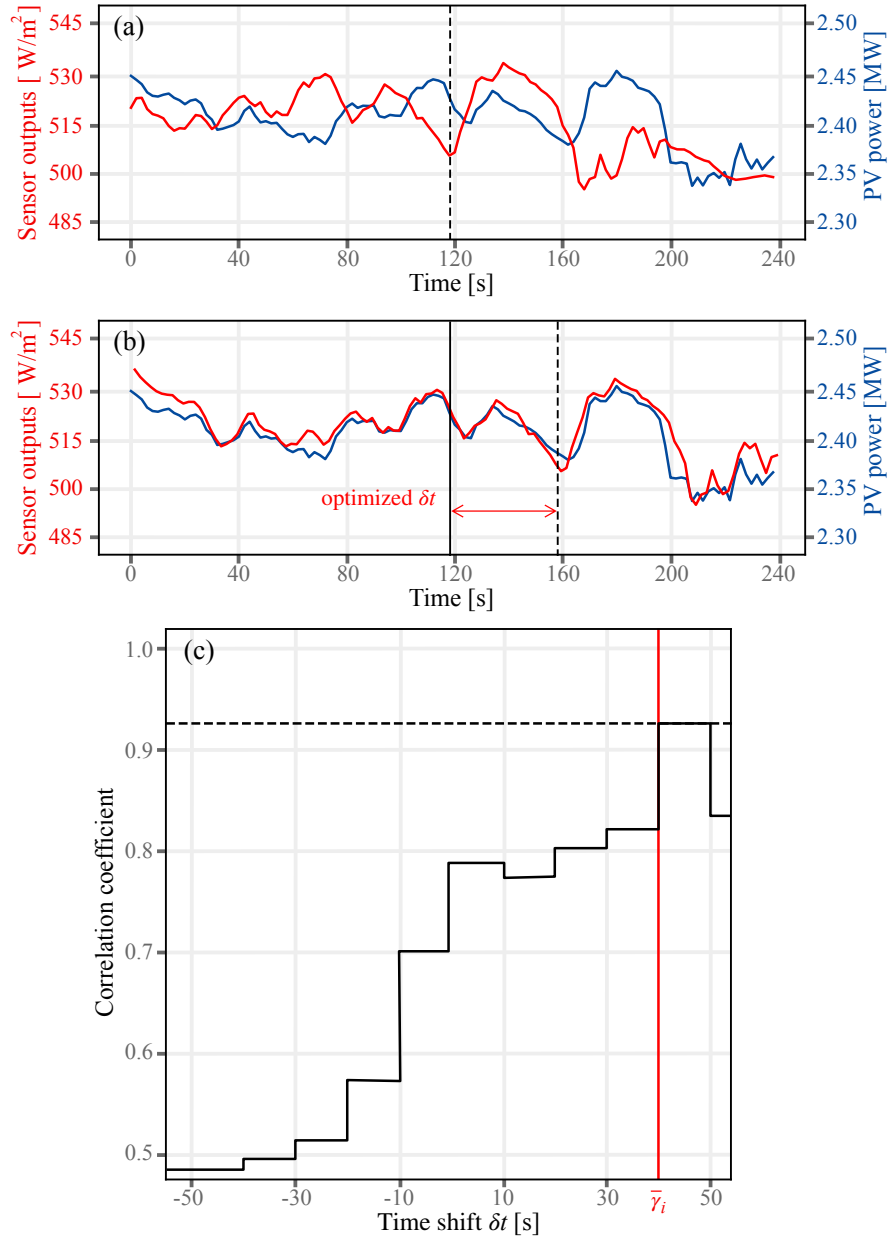 (a)
545
530
515
500
485
Sensor outputs [ W/m²]
2.50
2.45
2.40
2.35
2.30
PV power [MW]
0 40 80 120 160 200 240
Time [s]
(b)
545
530
515
500
485
Sensor outputs [ W/m²]
optimized δt
2.50
2.45
2.40
2.35
2.30
PV power [MW]
0 40 80 120 160 200 240
Time [s]
(c)
1.0
0.9
0.8
0.7
0.6
0.5
Correlation coefficient
-50 -30 -10 10 30 γ̄ᵢ 50
Time shift δt [s]